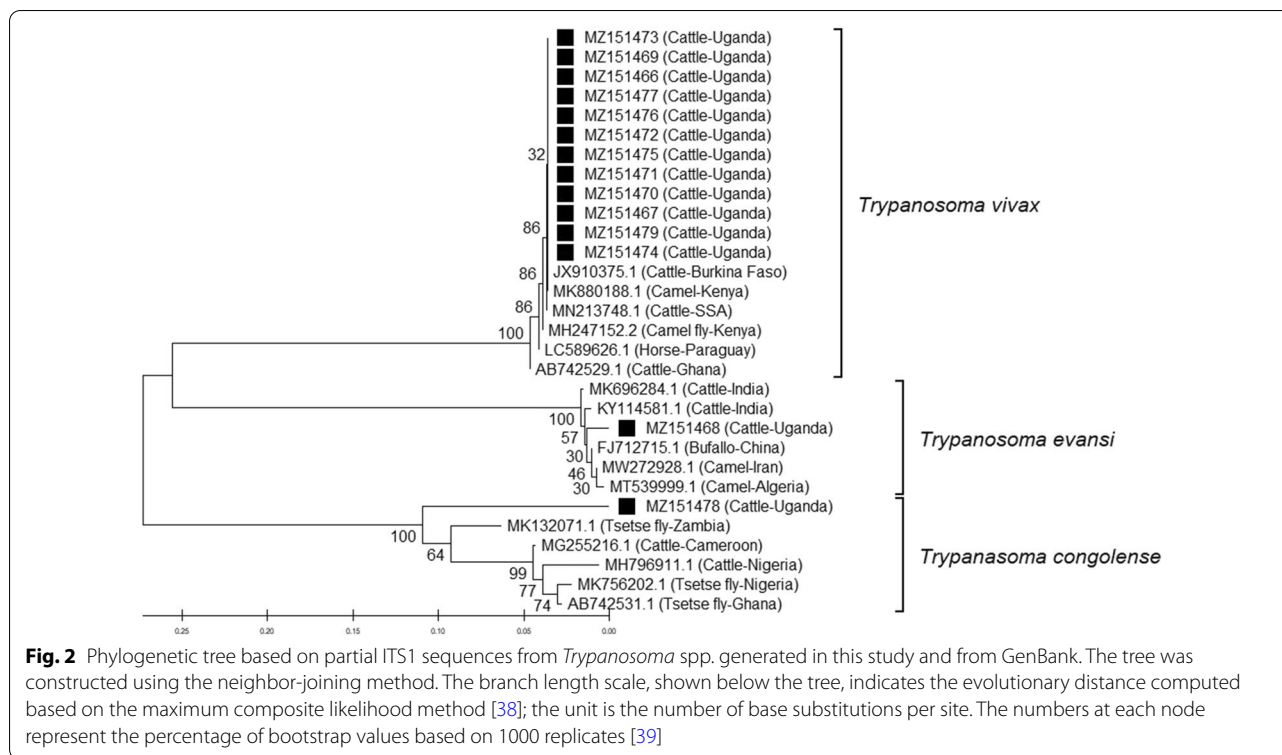 MZ151473 (Cattle-Uganda)
MZ151469 (Cattle-Uganda)
MZ151466 (Cattle-Uganda)
MZ151477 (Cattle-Uganda)
MZ151476 (Cattle-Uganda)
MZ151472 (Cattle-Uganda)
32 MZ151475 (Cattle-Uganda)
MZ151471 (Cattle-Uganda)
MZ151470 (Cattle-Uganda)
Trypanosoma vivax
MZ151467 (Cattle-Uganda)
86 MZ151479 (Cattle-Uganda)
MZ151474 (Cattle-Uganda)
86 JX910375.1 (Cattle-Burkina Faso)
MK880188.1 (Camel-Kenya)
86 MN213748.1 (Cattle-SSA)
100 MH247152.2 (Camel fly-Kenya)
LC589626.1 (Horse-Paraguay)
AB742529.1 (Cattle-Ghana)
MK696284.1 (Cattle-India)
100 KY114581.1 (Cattle-India)
57 MZ151468 (Cattle-Uganda)
Trypanosoma evansi
30 FJ712715.1 (Bufallo-China)
46 MW272928.1 (Camel-Iran)
30 MT539999.1 (Camel-Algeria)
MZ151478 (Cattle-Uganda)
100 MK132071.1 (Tsetse fly-Zambia)
64 MG255216.1 (Cattle-Cameroon)
Trypanasoma congolense
99 MH796911.1 (Cattle-Nigeria)
77 MK756202.1 (Tsetse fly-Nigeria)
74 AB742531.1 (Tsetse fly-Ghana)
0.25 0.20 0.15 0.10 0.05 0.00
Fig. 2 Phylogenetic tree based on partial ITS1 sequences from Trypanosoma spp. generated in this study and from GenBank. The tree was
constructed using the neighbor-joining method. The branch length scale, shown below the tree, indicates the evolutionary distance computed
based on the maximum composite likelihood method [38]; the unit is the number of base substitutions per site. The numbers at each node
represent the percentage of bootstrap values based on 1000 replicates [39]